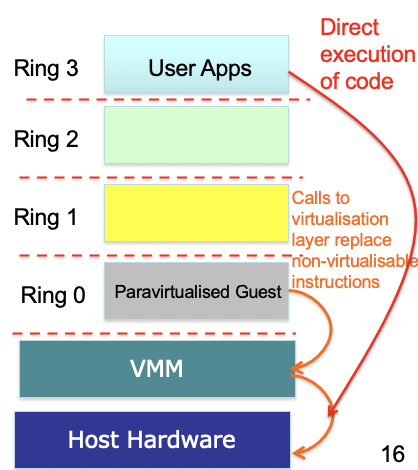 Direct
execution
of code
Ring 3
User Apps
Ring 2
Ring 1
Calls to
virtualisation
layer replace
non-virtualisable
instructions
Ring 0
Paravirtualised Guest
VMM
Host Hardware
16